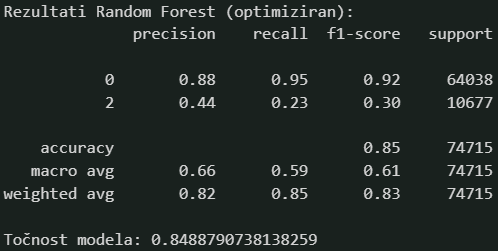 Rezultati Random Forest (optimiziran):
precision recall f1-score support
0 0.88 0.95 0.92 64038
2 0.44 0.23 0.30 10677
accuracy 0.85 74715
macro avg 0.66 0.59 0.61 74715
weighted avg 0.82 0.85 0.83 74715
Točnost modela: 0.8488790738138259